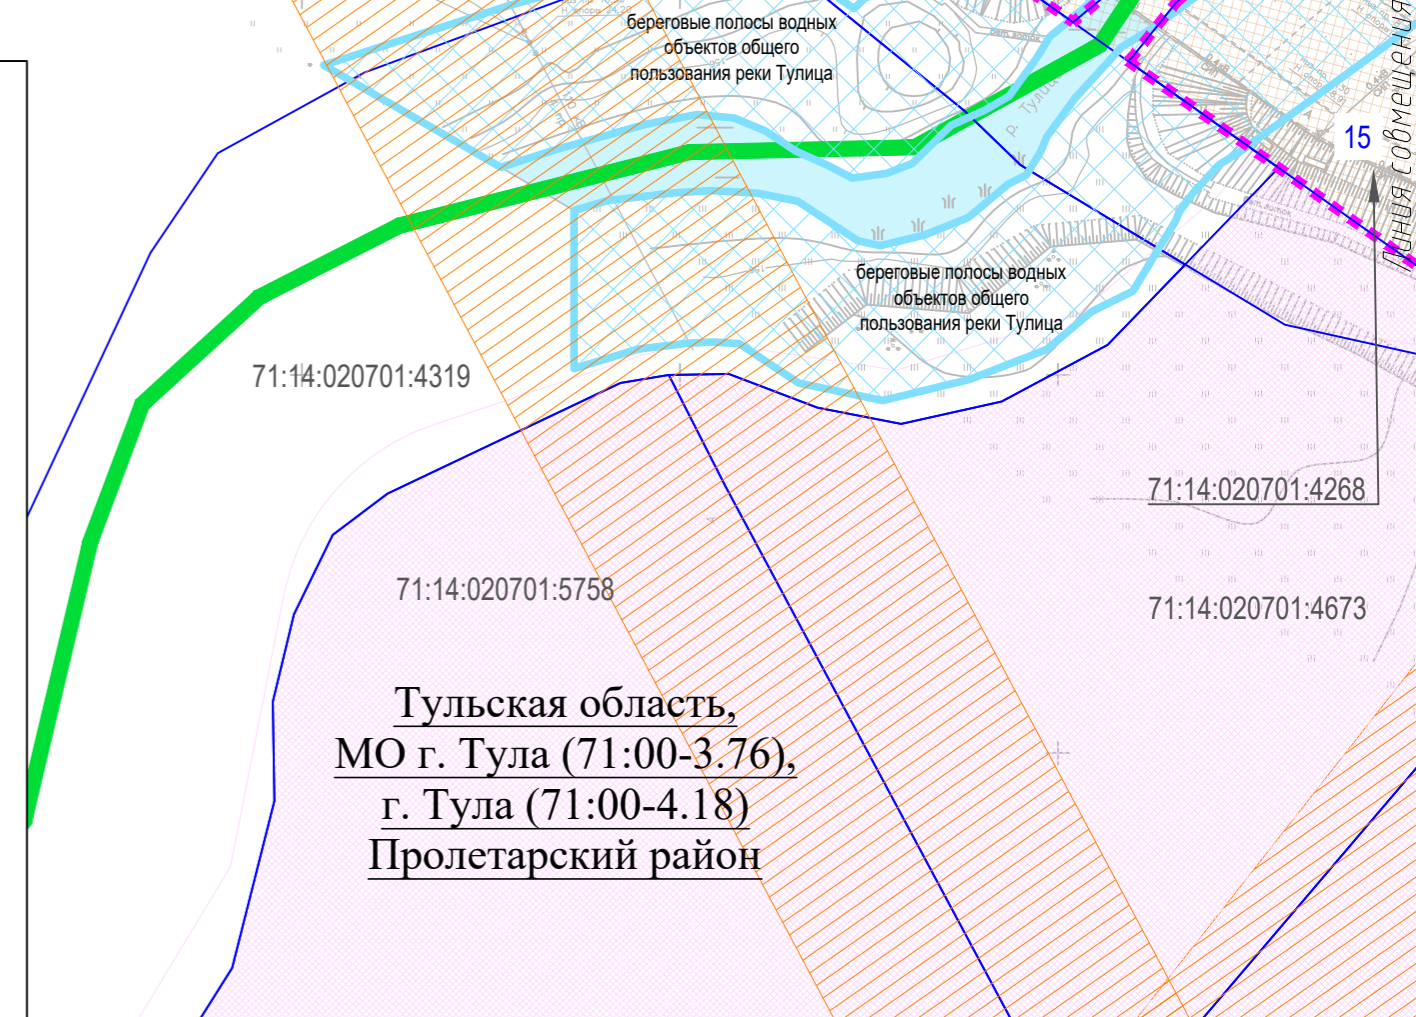 береговые полосы водных
объектов общего
пользования реки Тулица
р. Тулица
15
Линия совмещения
береговые полосы водных
объектов общего
пользования реки Тулица
71:14:020701:4319
71:14:020701:4268
71:14:020701:5758
71:14:020701:4673
Тульская область,
МО г. Тула (71:00-3.76),
г. Тула (71:00-4.18)
Пролетарский район